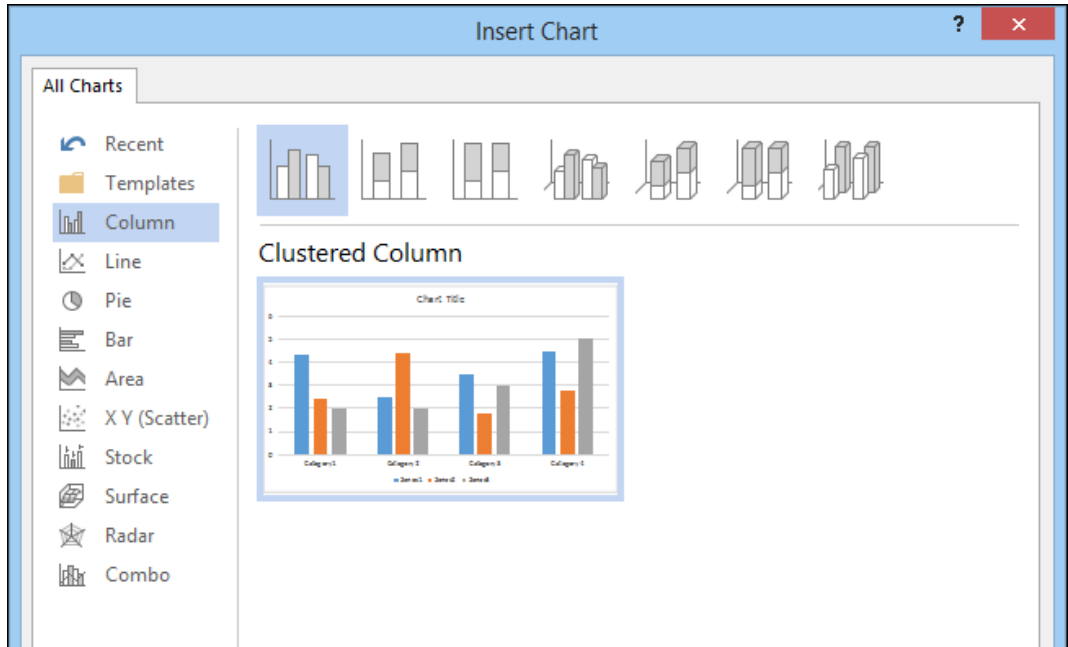 Insert Chart
?
All Charts
Recent
Templates
Column
Line
Pie
Bar
Area
X Y (Scatter)
Stock
Surface
Radar
Combo
Clustered Column
Chart Title